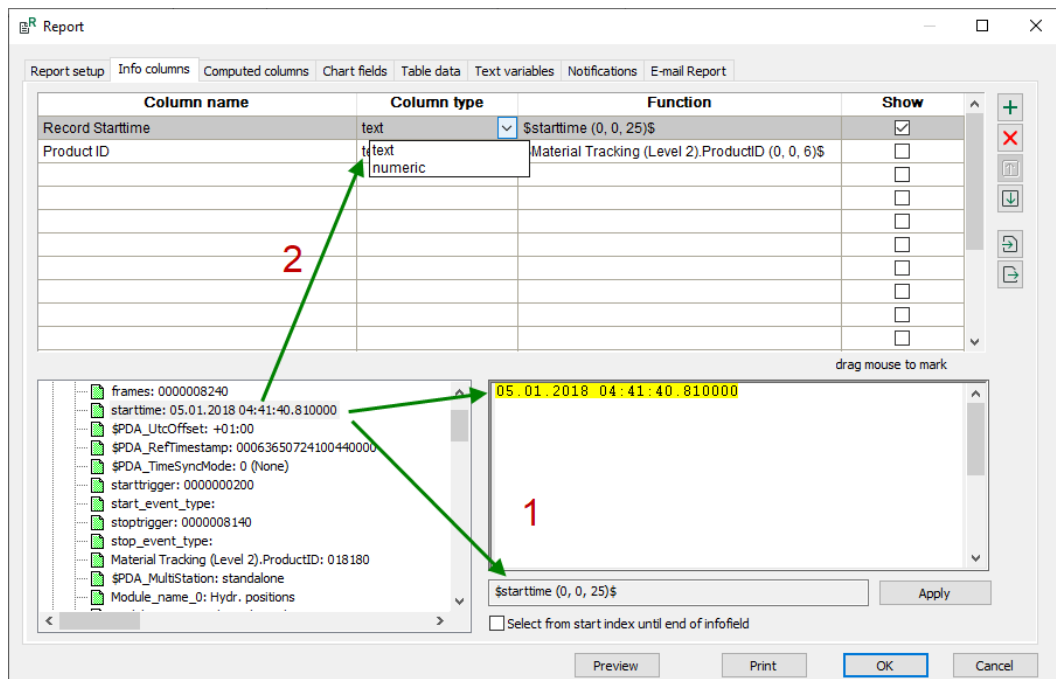 R Report
Report setup Info columns Computed columns Chart fields Table data Text variables Notifications E-mail Report
Column name Column type Function Show
Record Starttime text $starttime (0, 0, 25)$
Product ID te text Material Tracking (Level 2).ProductID (0, 0, 6)$
numeric
2
drag mouse to mark
frames: 0000008240
starttime: 05.01.2018 04:41:40.810000
$PDA_UtcOffset: +01:00
$PDA_RefTimestamp: 00063650724100440000
$PDA_TimeSyncMode: 0 (None)
starttrigger: 0000000200
start_event_type:
stoptrigger: 0000008140
stop_event_type:
Material Tracking (Level 2).ProductID: 018180
$PDA_MultiStation: standalone
Module_name_0: Hydr. positions
05.01.2018 04:41:40.810000
1
$starttime (0, 0, 25)$ Apply
Select from start index until end of infofield
Preview Print OK Cancel